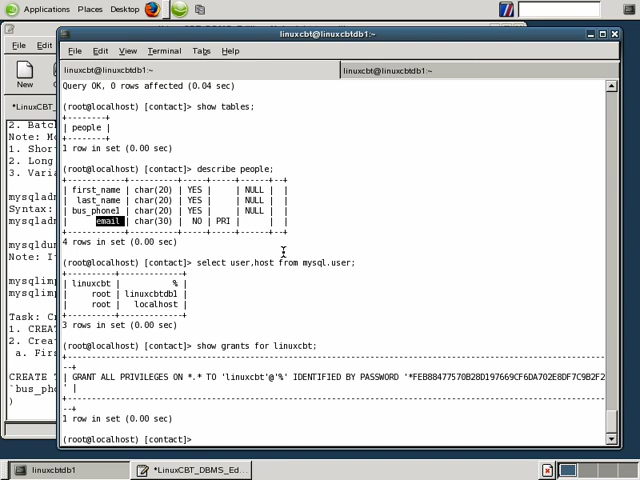 Applications Places Desktop
linuxcbt@linuxcbtdb1:~
File Edit
File Edit View Terminal Tabs Help
New
linuxcbt@linuxcbtdb1:~
linuxcbt@linuxcbtdb1:~
*LinuxCBT_
2. Batc
Note: Mo
1. Short
2. Long
3. Varia
mysqladm
Syntax:
mysqladm
mysqldum
Note: It
mysqlimp
mysqlimp
Task: Cr
1. CREAT
2. Creat
a. Firs
CREATE T
`bus_pho
)
Query OK, 0 rows affected (0.04 sec)
(root@localhost) [contact]> show tables;
+--------+
| people |
+--------+
1 row in set (0.00 sec)
(root@localhost) [contact]> describe people;
| first_name | char(20) | YES | | NULL | |
| last_name | char(20) | YES | | NULL | |
| bus_phone1 | char(20) | YES | | NULL | |
| email | char(30) | NO | PRI | | |
4 rows in set (0.00 sec)
(root@localhost) [contact]> select user,host from mysql.user;
| linuxcbt | % |
| root | linuxcbtdb1 |
| root | localhost |
3 rows in set (0.00 sec)
(root@localhost) [contact]> show grants for linuxcbt;
--+
| GRANT ALL PRIVILEGES ON *.* TO 'linuxcbt'@'%' IDENTIFIED BY PASSWORD '*FEB88477570B28D197669CF6DA702E8DF7C9B2F2
' |
--+
1 row in set (0.00 sec)
(root@localhost) [contact]>
linuxcbtdb1
*LinuxCBT_DBMS_Ed...